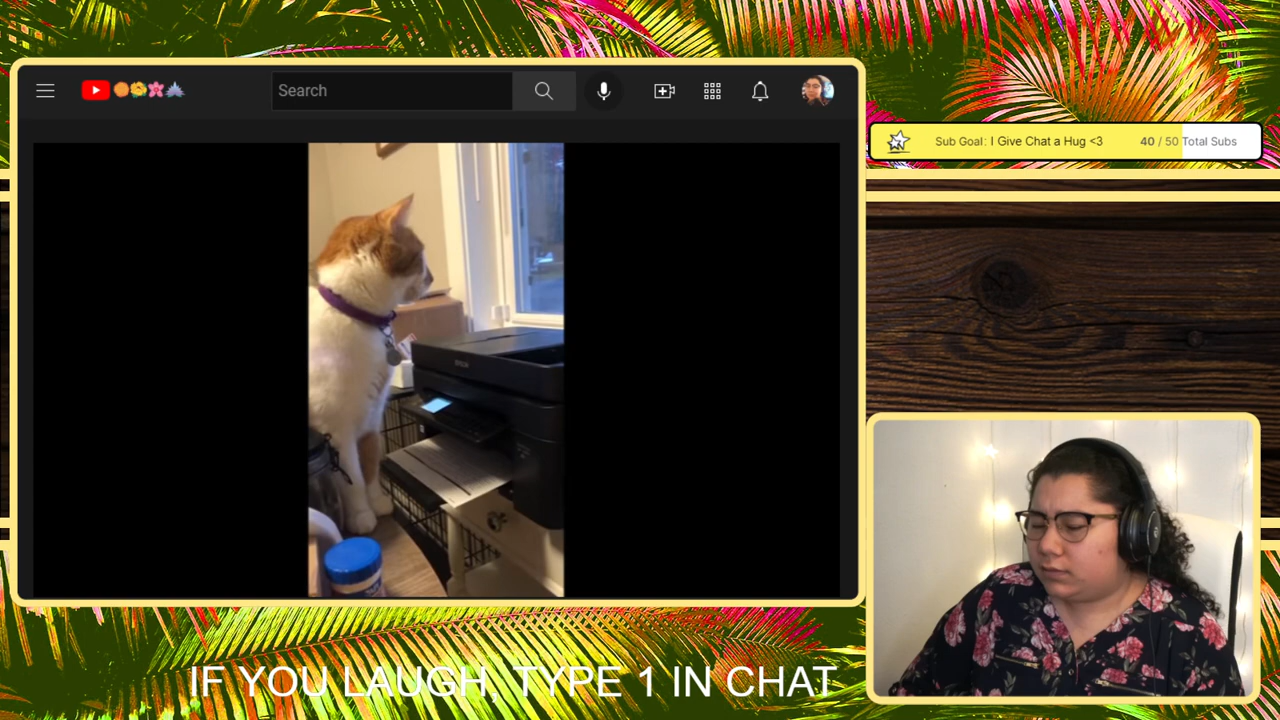 Search
Sub Goal: I Give Chat a Hug <3 40 / 50 Total Subs
EPSON
IF YOU LAUGH, TYPE 1 IN CHAT